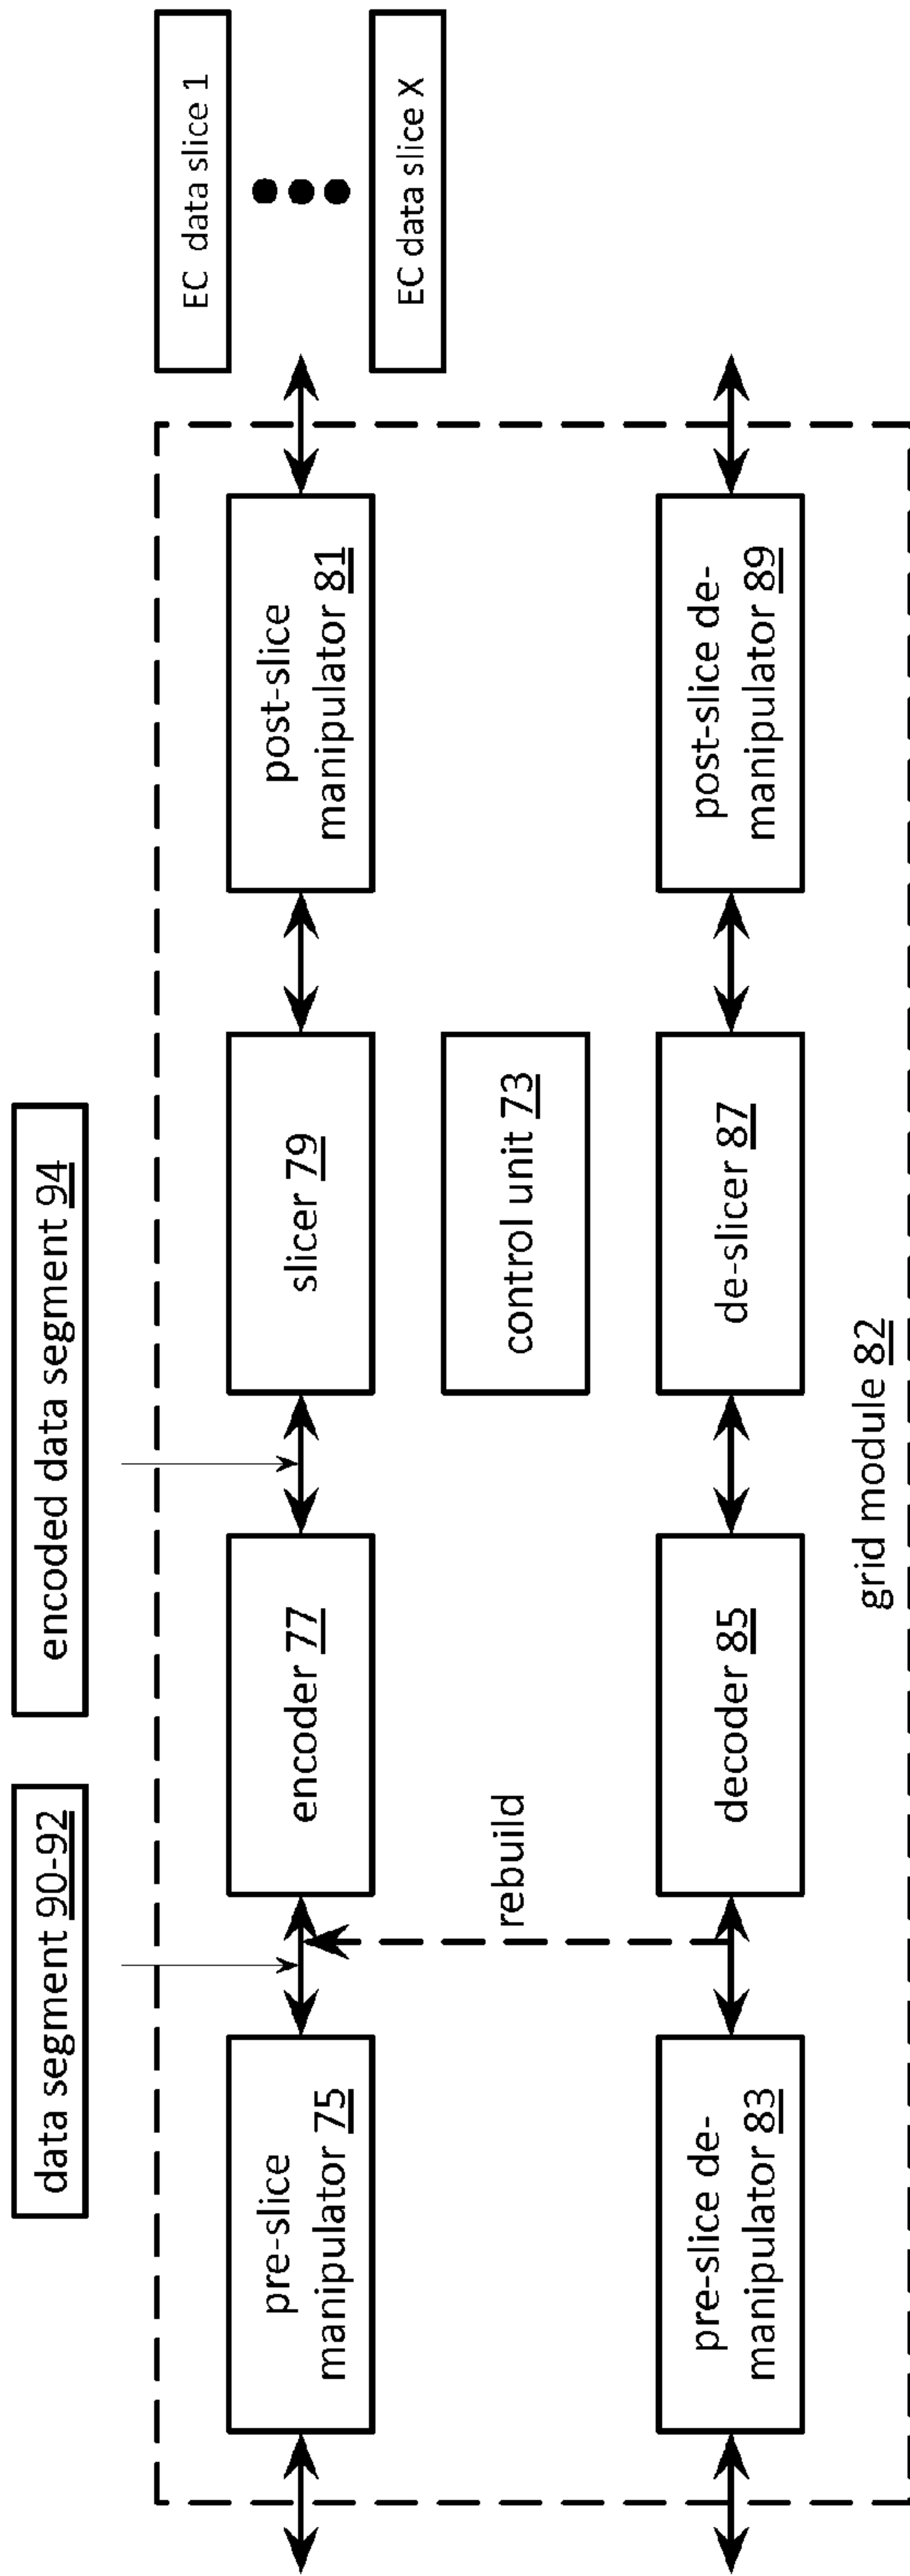 data segment 90-92
encoded data segment 94
EC data slice 1
EC data slice X
pre-slice
manipulator 75
encoder 77
slicer 79
post-slice
manipulator 81
rebuild
control unit 73
pre-slice de-
manipulator 83
decoder 85
de-slicer 87
post-slice de-
manipulator 89
grid module 82